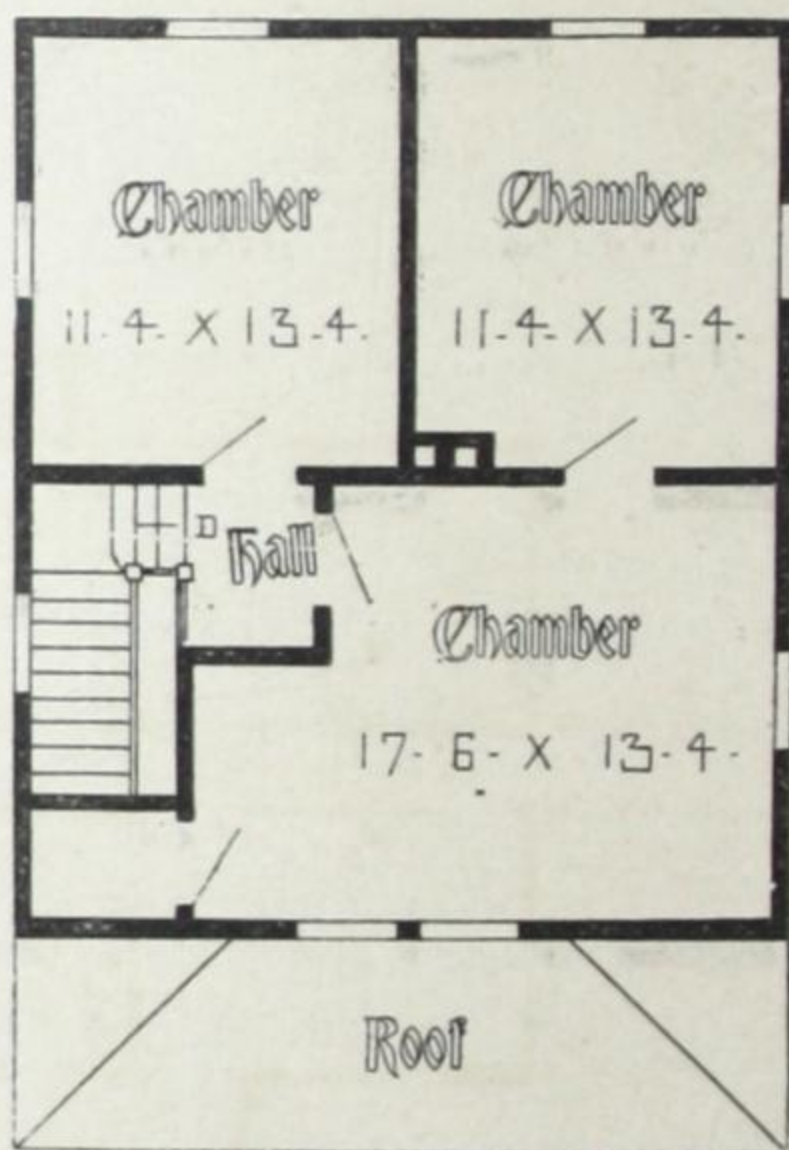 Chamber
11-4- X 13-4-
Chamber
11-4- X 13-4-
D
Hall
Chamber
17-6- X 13-4-
Roof